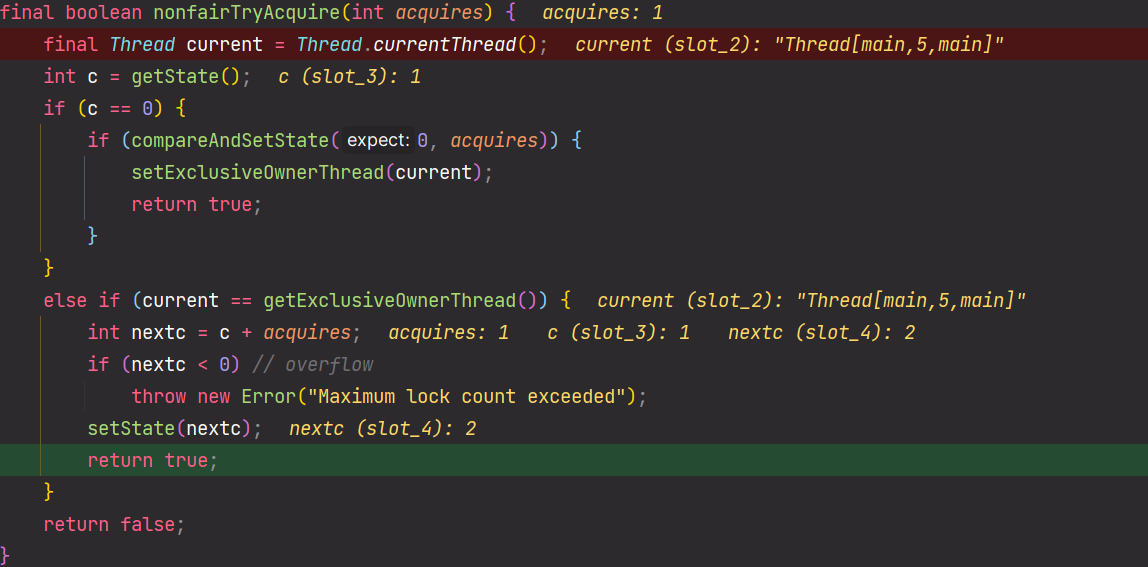 final boolean nonfairTryAcquire(int acquires) {   acquires: 1
    final Thread current = Thread.currentThread();   current (slot_2): "Thread[main,5,main]"
    int c = getState();   c (slot_3): 1
    if (c == 0) {
        if (compareAndSetState( expect: 0, acquires)) {
            setExclusiveOwnerThread(current);
            return true;
        }
    }
    else if (current == getExclusiveOwnerThread()) {   current (slot_2): "Thread[main,5,main]"
        int nextc = c + acquires;   acquires: 1   c (slot_3): 1   nextc (slot_4): 2
        if (nextc < 0) // overflow
            throw new Error("Maximum lock count exceeded");
        setState(nextc);   nextc (slot_4): 2
        return true;
    }
    return false;
}